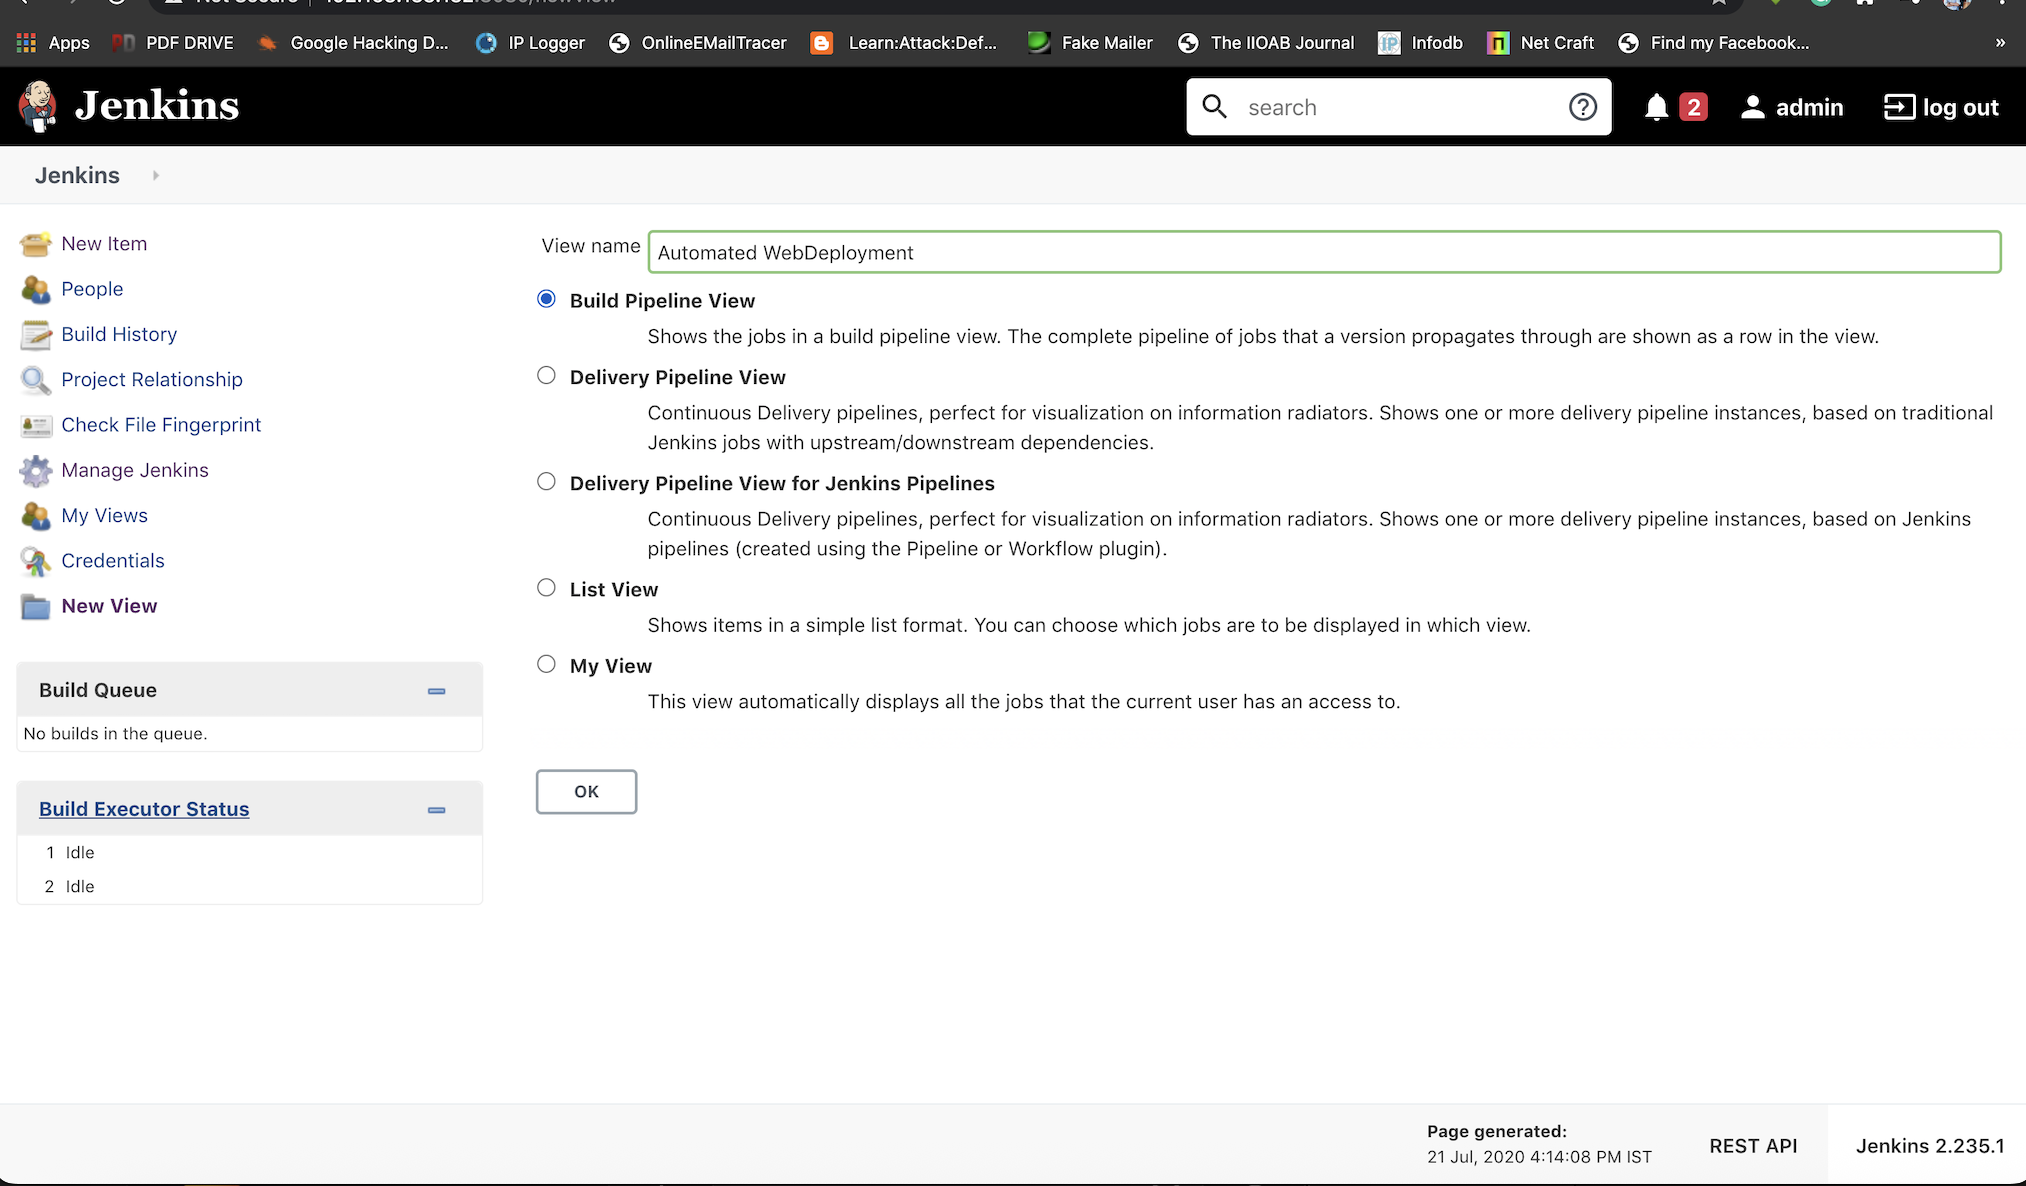 Apps PDF DRIVE Google Hacking D... IP Logger OnlineEMailTracer Learn:Attack:Def... Fake Mailer The IIOAB Journal Infodb Net Craft Find my Facebook... »
Jenkins search 2 admin log out
Jenkins
New Item
People
Build History
Project Relationship
Check File Fingerprint
Manage Jenkins
My Views
Credentials
New View
Build Queue
No builds in the queue.
Build Executor Status
1 Idle
2 Idle
View name Automated WebDeployment
Build Pipeline View
Shows the jobs in a build pipeline view. The complete pipeline of jobs that a version propagates through are shown as a row in the view.
Delivery Pipeline View
Continuous Delivery pipelines, perfect for visualization on information radiators. Shows one or more delivery pipeline instances, based on traditional
Jenkins jobs with upstream/downstream dependencies.
Delivery Pipeline View for Jenkins Pipelines
Continuous Delivery pipelines, perfect for visualization on information radiators. Shows one or more delivery pipeline instances, based on Jenkins
pipelines (created using the Pipeline or Workflow plugin).
List View
Shows items in a simple list format. You can choose which jobs are to be displayed in which view.
My View
This view automatically displays all the jobs that the current user has an access to.
OK
Page generated:
21 Jul, 2020 4:14:08 PM IST
REST API
Jenkins 2.235.1